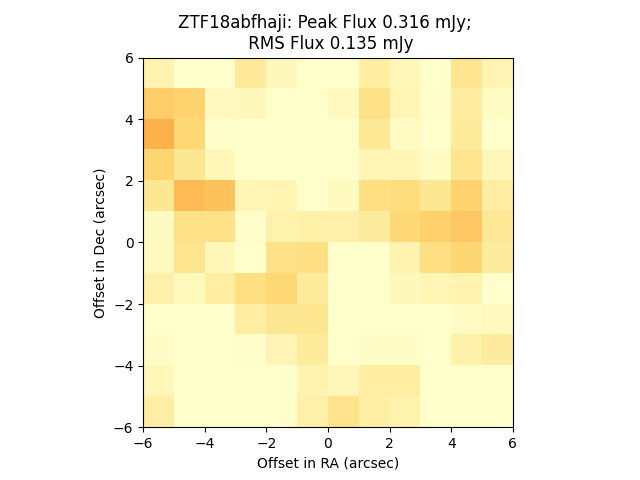 ZTF18abfhaji: Peak Flux 0.316 mJy;
RMS Flux 0.135 mJy
6
4
2
0
−2
−4
−6
Offset in Dec (arcsec)
−6 −4 −2 0 2 4 6
Offset in RA (arcsec)